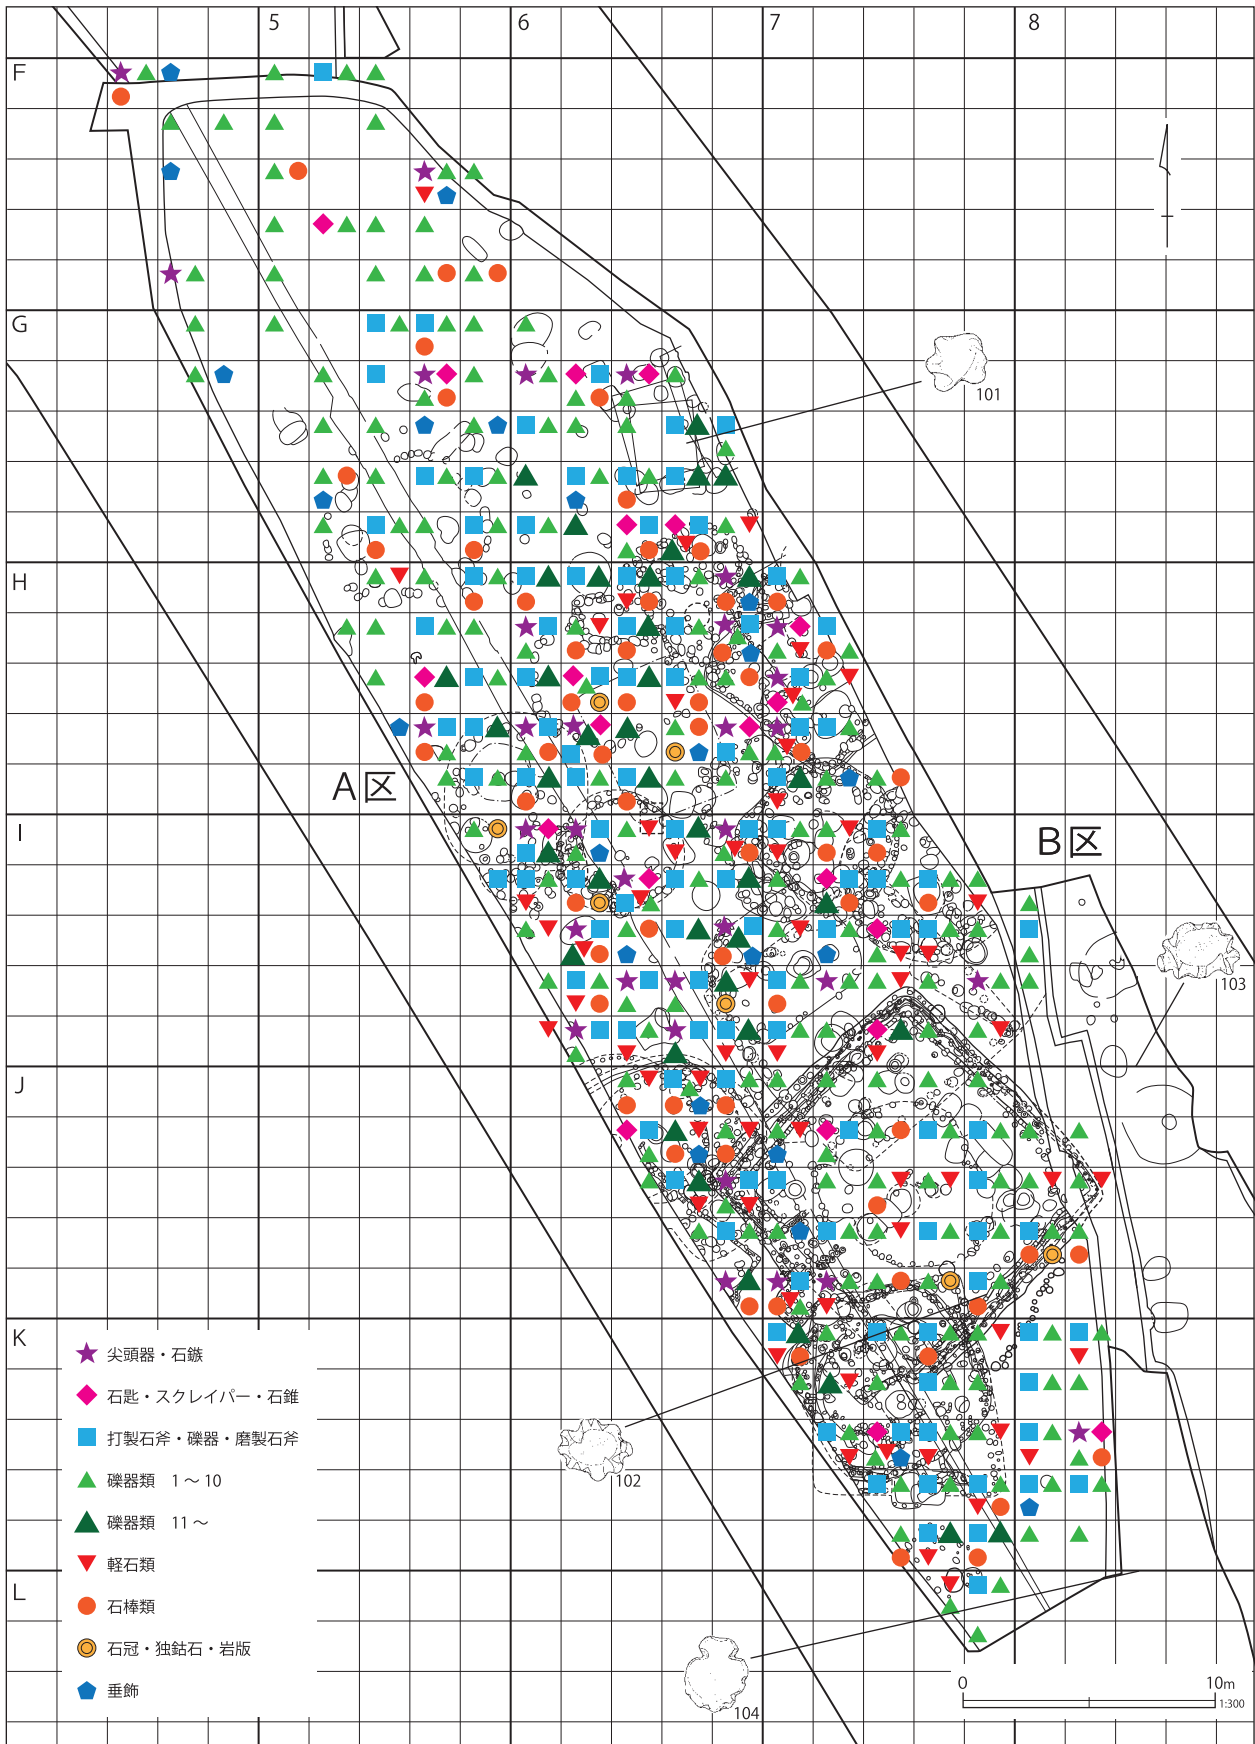 5 6 7 8
F
G
101
H
A区
I
B区
103
J
K
尖頭器・石鏃
石匙・スクレイパー・石錐
打製石斧・礫器・磨製石斧
礫器類 1～10
102
礫器類 11～
軽石類
L
石棒類
石冠・独鈷石・岩版
垂飾
104
0 10m
1:300